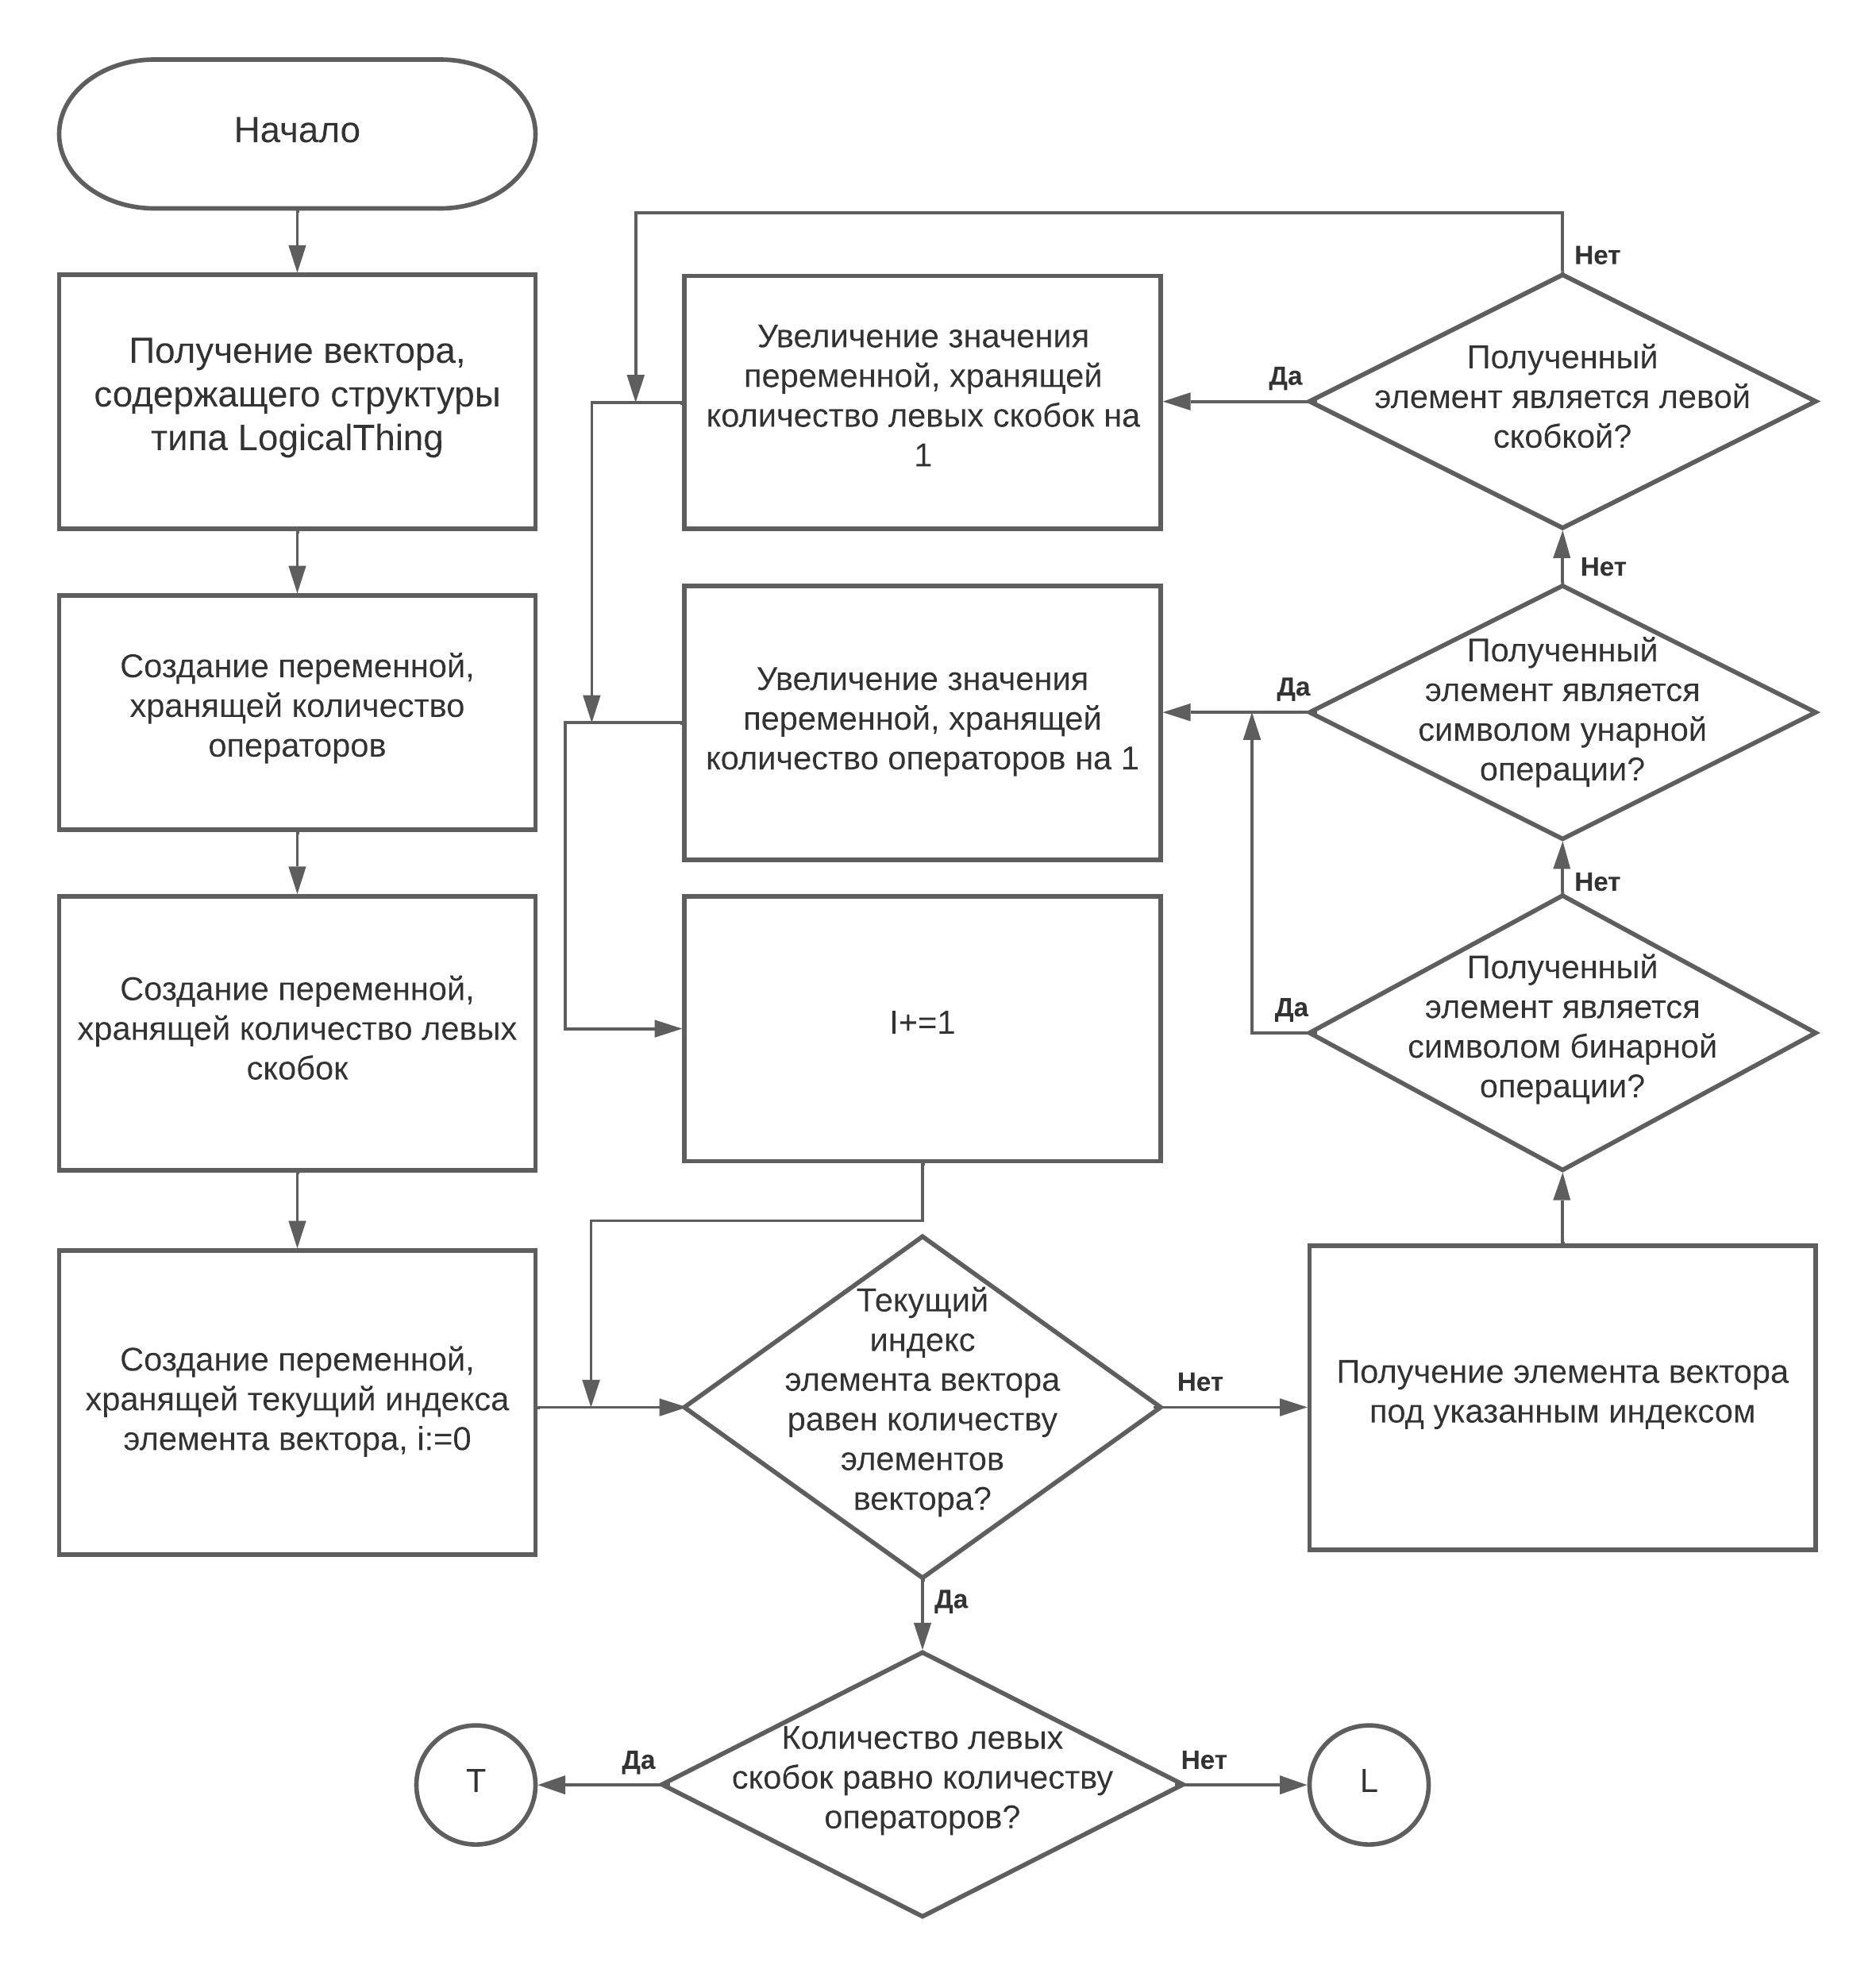 Начало
Получение вектора,
содержащего структуры
типа LogicalThing
Создание переменной,
хранящей количество
операторов
Создание переменной,
хранящей количество левых
скобок
Создание переменной,
хранящей текущий индекса
элемента вектора, i:=0
Текущий
индекс
элемента вектора
равен количеству
элементов
вектора?
Нет
Получение элемента вектора
под указанным индексом
Полученный
элемент является
символом бинарной
операции?
Да
Нет
Полученный
элемент является
символом унарной
операции?
Да
Нет
Полученный
элемент является левой
скобкой?
Да
Нет
Увеличение значения
переменной, хранящей
количество левых скобок на
1
Увеличение значения
переменной, хранящей
количество операторов на 1
I+=1
Да
Количество левых
скобок равно количеству
операторов?
Да
T
Нет
L